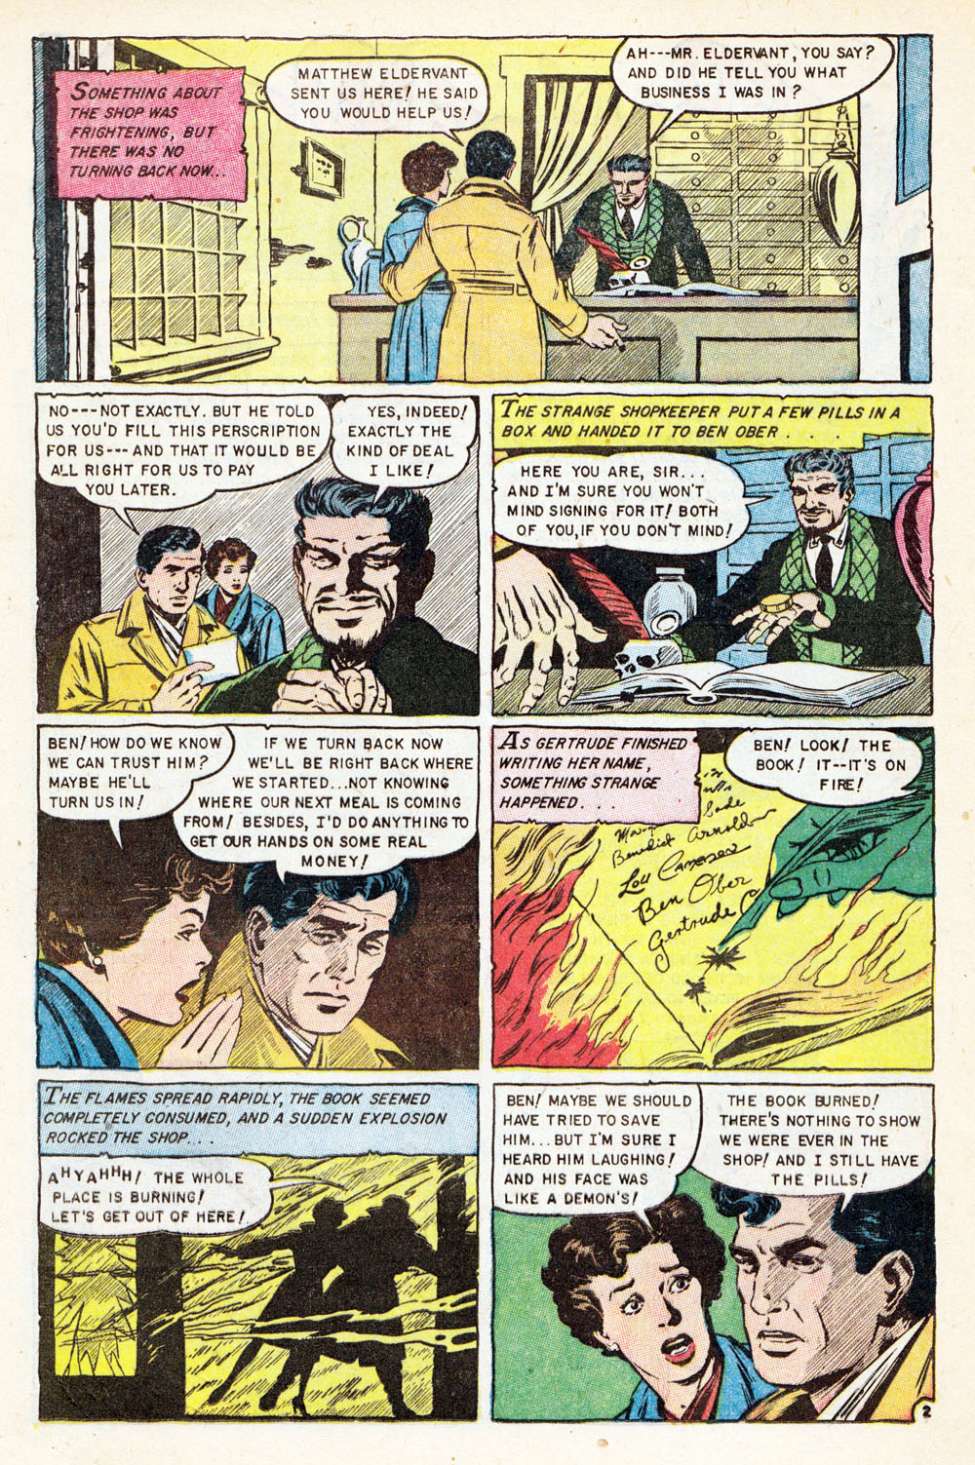 SOMETHING ABOUT
THE SHOP WAS
FRIGHTENING, BUT
THERE WAS NO
TURNING BACK NOW..
MATTHEW ELDERVANT
SENT US HERE! HE SAID
YOU WOULD HELP US!
AH---MR. ELDERVANT, YOU SAY?
AND DID HE TELL YOU WHAT
BUSINESS I WAS IN?
NO---NOT EXACTLY. BUT HE TOLD
US YOU'D FILL THIS PERSCRIPTION
FOR US---AND THAT IT WOULD BE
ALL RIGHT FOR US TO PAY
YOU LATER.
YES, INDEED!
EXACTLY THE
KIND OF DEAL
I LIKE!
THE STRANGE SHOPKEEPER PUT A FEW PILLS IN A
BOX AND HANDED IT TO BEN OBER . . . .
HERE YOU ARE, SIR...
AND I'M SURE YOU WON'T
MIND SIGNING FOR IT! BOTH
OF YOU, IF YOU DON'T MIND!
BEN! HOW DO WE KNOW
WE CAN TRUST HIM?
MAYBE HE'LL
TURN US IN!
IF WE TURN BACK NOW
WE'LL BE RIGHT BACK WHERE
WE STARTED...NOT KNOWING
WHERE OUR NEXT MEAL IS COMING
FROM! BESIDES, I'D DO ANYTHING TO
GET OUR HANDS ON SOME REAL
MONEY!
AS GERTRUDE FINISHED
WRITING HER NAME,
SOMETHING STRANGE
HAPPENED. . .
BEN! LOOK! THE
BOOK! IT--IT'S ON
FIRE!
Sade
Benedict Arnold
Lou
Ben Ober
Gertrude
THE FLAMES SPREAD RAPIDLY, THE BOOK SEEMED
COMPLETELY CONSUMED, AND A SUDDEN EXPLOSION
ROCKED THE SHOP. . .
AHYAHHH! THE WHOLE
PLACE IS BURNING!
LET'S GET OUT OF HERE!
BEN! MAYBE WE SHOULD
HAVE TRIED TO SAVE
HIM...BUT I'M SURE I
HEARD HIM LAUGHING!
AND HIS FACE WAS
LIKE A DEMON'S!
THE BOOK BURNED!
THERE'S NOTHING TO SHOW
WE WERE EVER IN THE
SHOP! AND I STILL HAVE
THE PILLS!
2